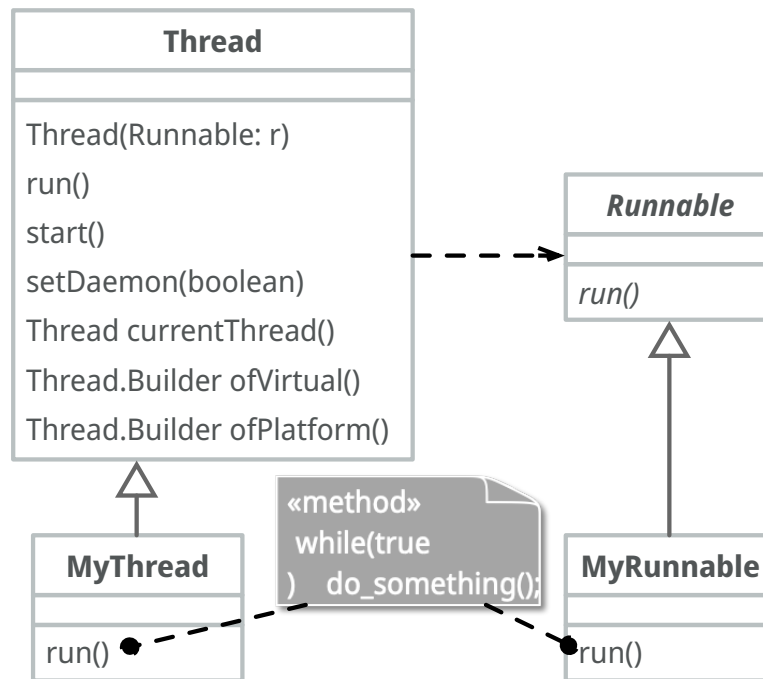 Thread
Thread(Runnable: r)
run()
start()
setDaemon(boolean)
Thread currentThread()
Thread.Builder ofVirtual()
Thread.Builder ofPlatform()
Runnable
run()
«method»
while(true
) do_something();
MyThread
run()
MyRunnable
run()